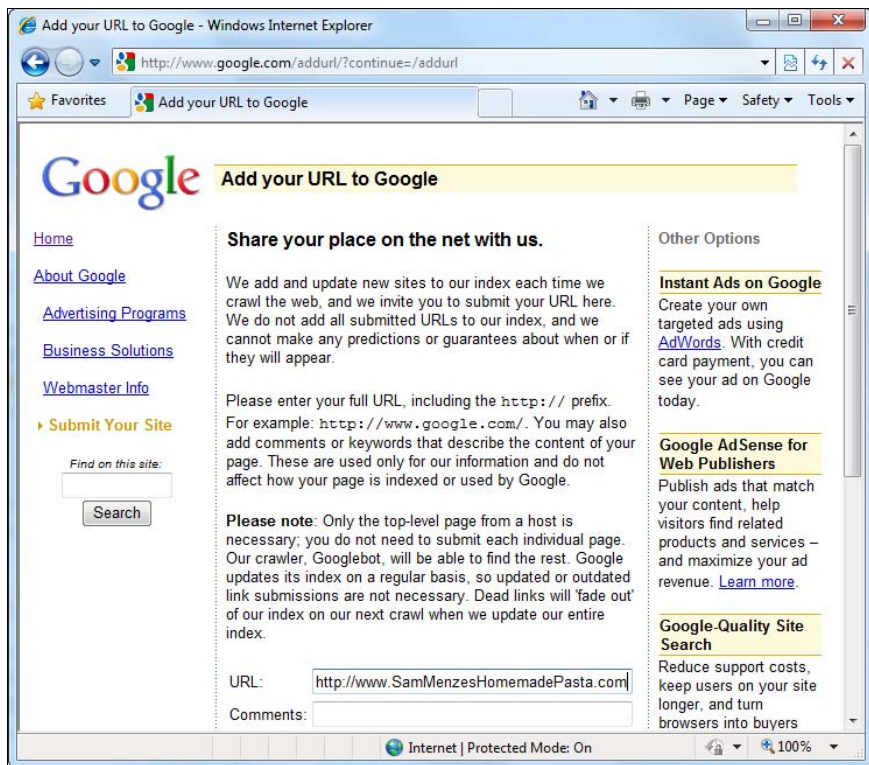 Add your URL to Google - Windows Internet Explorer
http://www.google.com/addurl/?continue=/addurl
Favorites
Add your URL to Google
Page
Safety
Tools
Google
Add your URL to Google
Home
About Google
Advertising Programs
Business Solutions
Webmaster Info
Submit Your Site
Find on this site:
Search
Share your place on the net with us.
We add and update new sites to our index each time we
crawl the web, and we invite you to submit your URL here.
We do not add all submitted URLs to our index, and we
cannot make any predictions or guarantees about when or if
they will appear.
Please enter your full URL, including the http:// prefix.
For example: http://www.google.com/. You may also
add comments or keywords that describe the content of your
page. These are used only for our information and do not
affect how your page is indexed or used by Google.
Please note: Only the top-level page from a host is
necessary; you do not need to submit each individual page.
Our crawler, Googlebot, will be able to find the rest. Google
updates its index on a regular basis, so updated or outdated
link submissions are not necessary. Dead links will 'fade out'
of our index on our next crawl when we update our entire
index.
URL: http://www.SamMenzesHomemadePasta.com
Comments:
Other Options
Instant Ads on Google
Create your own
targeted ads using
AdWords. With credit
card payment, you can
see your ad on Google
today.
Google AdSense for
Web Publishers
Publish ads that match
your content, help
visitors find related
products and services –
and maximize your ad
revenue. Learn more.
Google-Quality Site
Search
Reduce support costs,
keep users on your site
longer, and turn
browsers into buyers
Internet | Protected Mode: On
100%